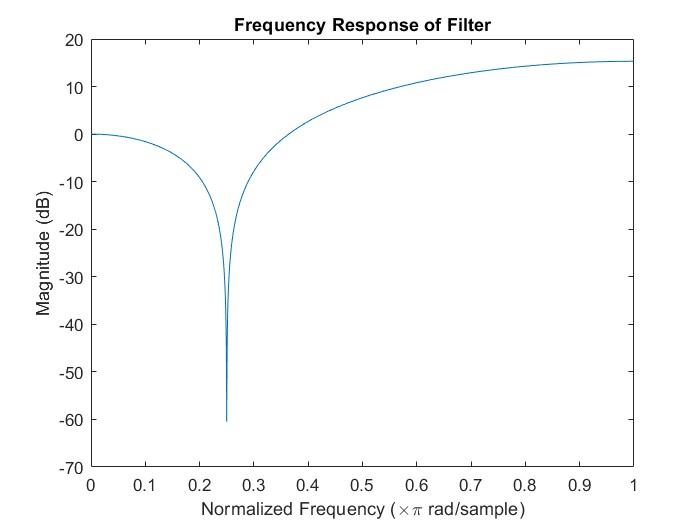 Frequency Response of Filter
Magnitude (dB)
20
10
0
-10
-20
-30
-40
-50
-60
-70
0 0.1 0.2 0.3 0.4 0.5 0.6 0.7 0.8 0.9 1
Normalized Frequency (×π rad/sample)